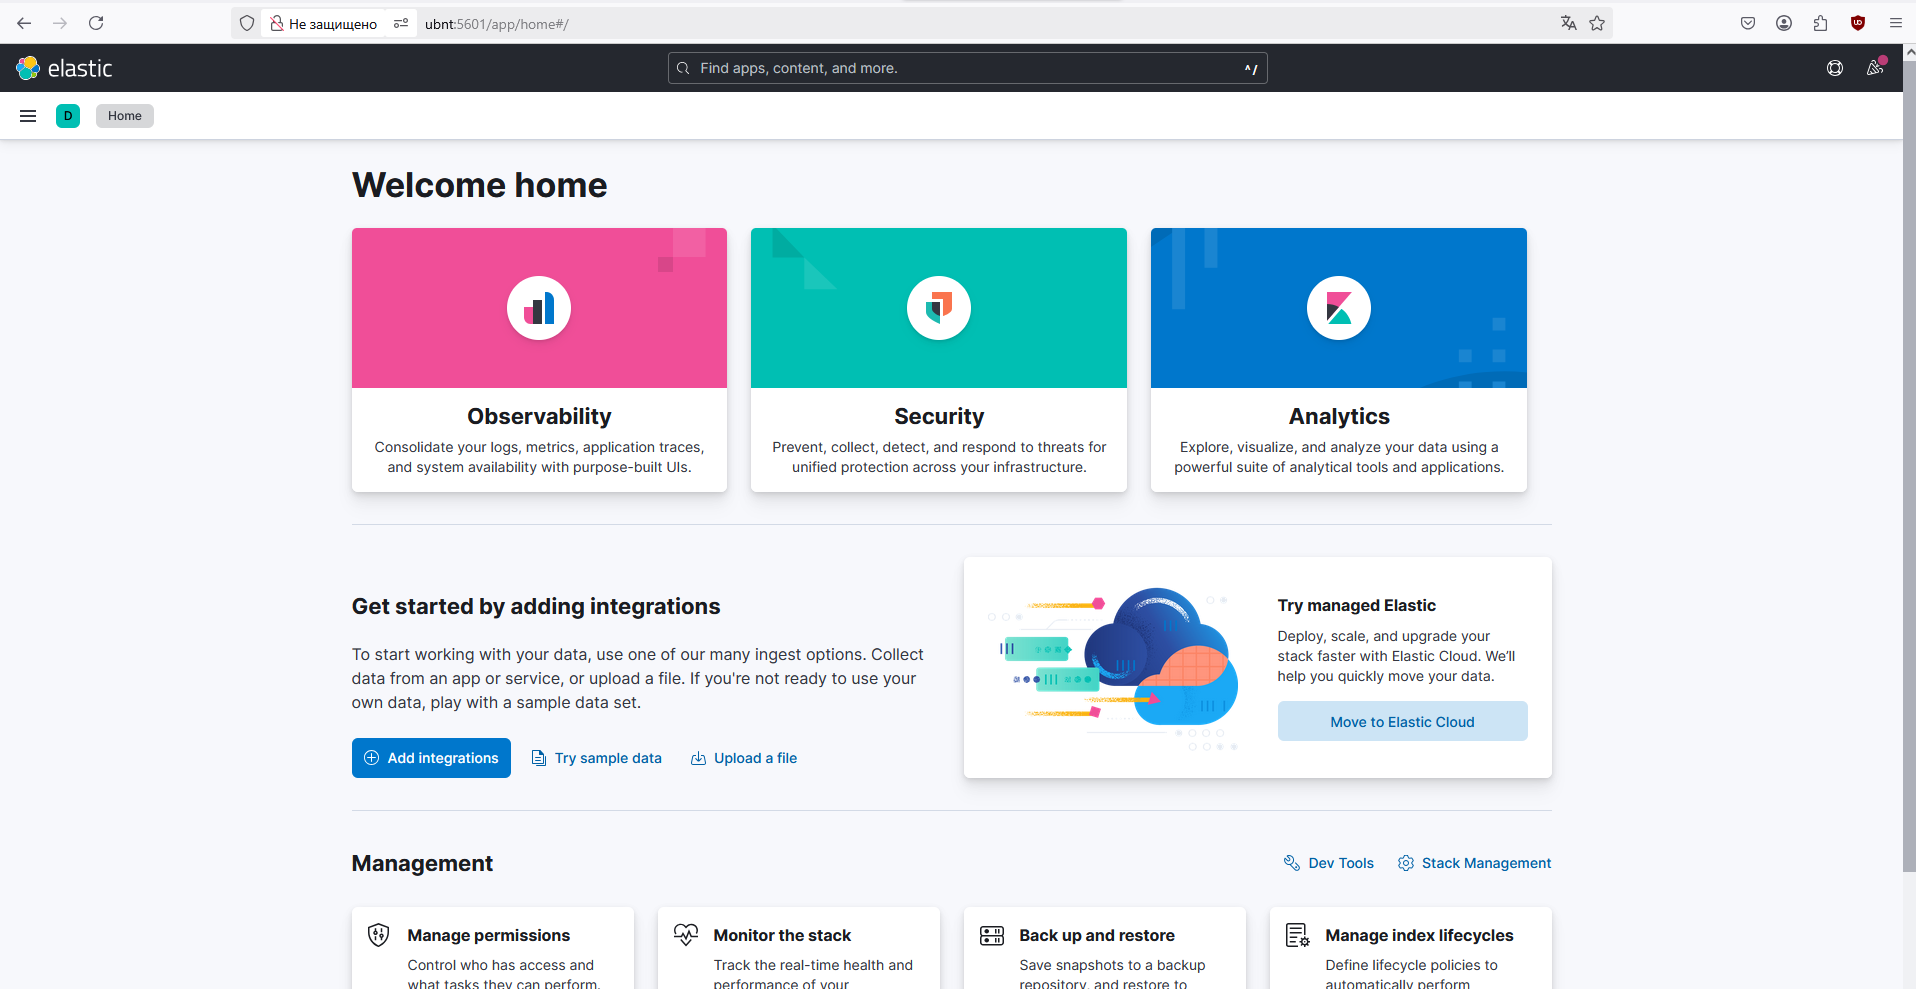 Не защищено
ubnt:5601/app/home#/
elastic
Find apps, content, and more.
^ /
D
Home
Welcome home
Observability
Consolidate your logs, metrics, application traces,
and system availability with purpose-built UIs.
Security
Prevent, collect, detect, and respond to threats for
unified protection across your infrastructure.
Analytics
Explore, visualize, and analyze your data using a
powerful suite of analytical tools and applications.
Get started by adding integrations
To start working with your data, use one of our many ingest options. Collect
data from an app or service, or upload a file. If you're not ready to use your
own data, play with a sample data set.
Add integrations
Try sample data
Upload a file
Try managed Elastic
Deploy, scale, and upgrade your
stack faster with Elastic Cloud. We'll
help you quickly move your data.
Move to Elastic Cloud
Management
Dev Tools
Stack Management
Manage permissions
Control who has access and
what tasks they can perform.
Monitor the stack
Track the real-time health and
performance of your
Back up and restore
Save snapshots to a backup
repository, and restore to
Manage index lifecycles
Define lifecycle policies to
automatically perform